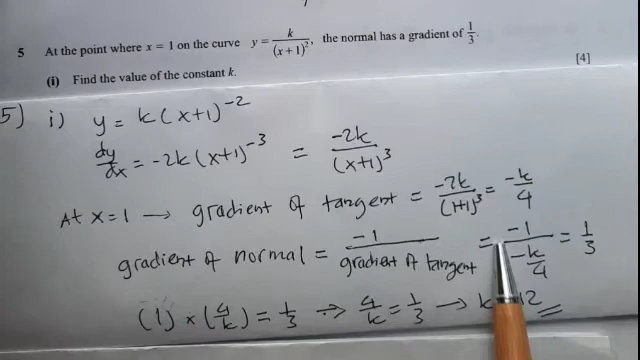 5 At the point where x = 1 on the curve y = k/(x+1)², the normal has a gradient of 1/3.
[4]
(i) Find the value of the constant k.
5) i) y = k(x+1)⁻²
dy/dx = -2k(x+1)⁻³ = -2k/(x+1)³
At x=1 → gradient of tangent = -2k/(1+1)³ = -k/4
gradient of normal = -1/gradient of tangent = -1/(-k/4) = 1/3
(1) × (4/k) = 1/3 → 4/k = 1/3 → k 12